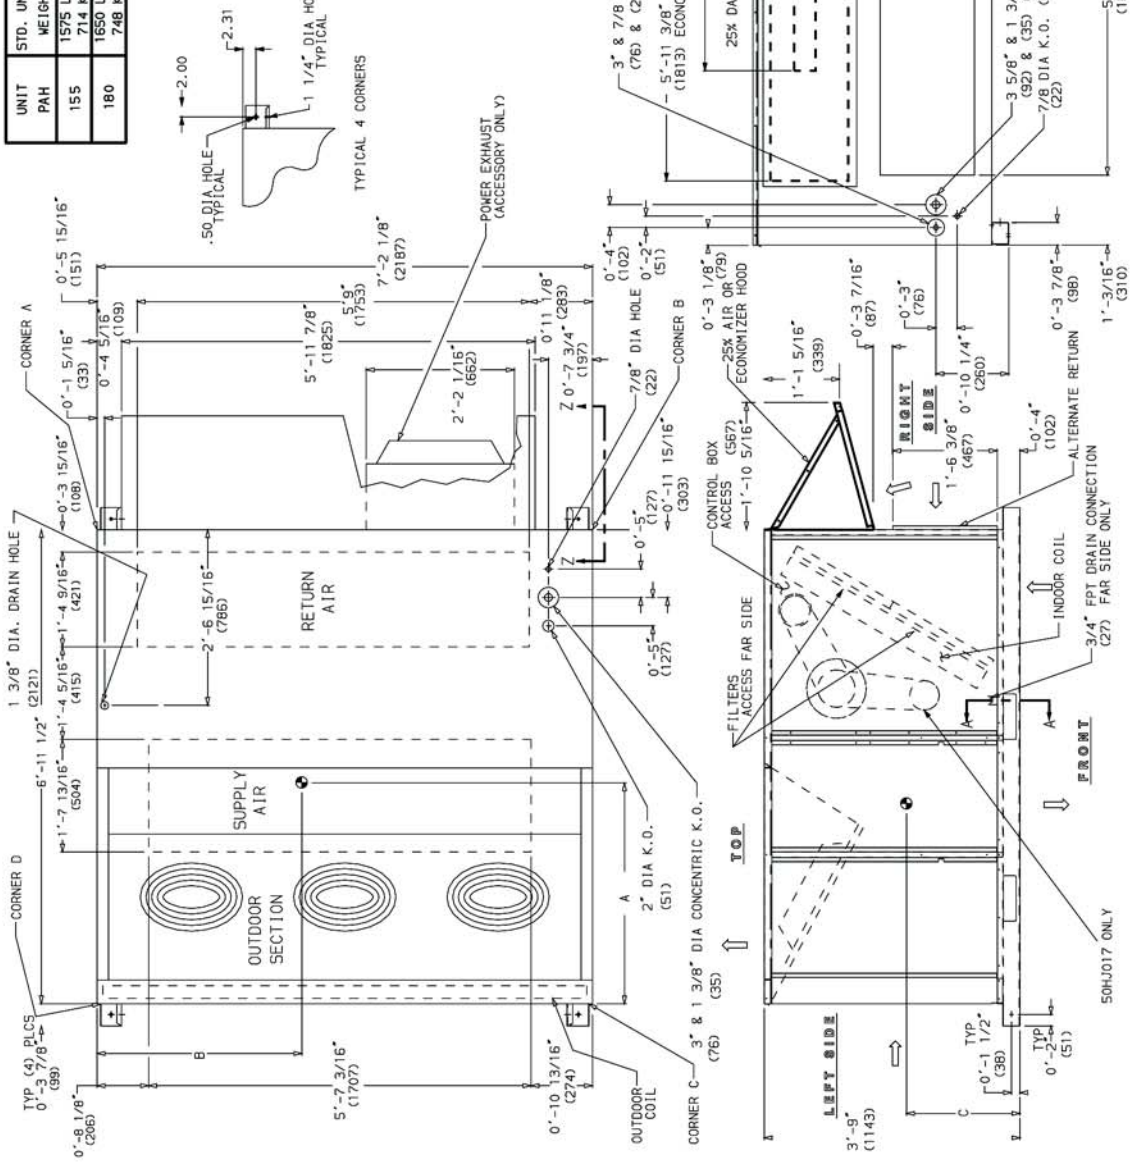 UNIT
PAH
STD. UN
WEIGH
155
1575 L
714 K
180
1650 L
748 K
2.31
2.00
.50 DIA HOLE
TYPICAL
1 1/4" DIA HO
TYPICAL
TYPICAL 4 CORNERS
POWER EXHAUST
(ACCESSORY ONLY)
1 3/8" DIA. DRAIN HOLE
CORNER A
CORNER D
6'-11 1/2"
(2121)
0'-3 15/16"
(108)
0'-1 5/16"
(33)
0'-4 5/16"
(109)
0'-5 15/16"
(151)
7'-2 1/8"
(2187)
5'9"
(1753)
5'-11 7/8"
(1825)
2'-2 1/16"
(662)
0'11 1/8"
(283)
0'-7 3/4"
(197)
7/8" DIA HOLE
(22)
CORNER B
Z
Z
1'-4 9/16"
(421)
2'-6 15/16"
(786)
1'-4 5/16"
(415)
1'-7 13/16"
(504)
RETURN
AIR
SUPPLY
AIR
OUTDOOR
SECTION
0'-5"
(127)
0'-11 15/16"
(303)
0'-5"
(127)
2" DIA K.O.
(51)
3" & 1 3/8" DIA CONCENTRIC K.O.
(76) (35)
A
B
TYP (4) PLCS
0'-3 7/8"
(99)
0'-8 1/8"
(206)
5'-7 3/16"
(1707)
0'-10 13/16"
(274)
OUTDOOR
COIL
CORNER C
3" & 7/8
(76) & (2
5'-11 3/8"
(1813) ECONO
25% DA
0'-4"
(102)
0'-2"
(51)
0'-3 1/8"
(79)
3 5/8" & 1 3/
(92) & (35)
7/8 DIA K.O. (
(22)
0'-3 7/16"
(87)
0'-3"
(76)
0'-10 1/4"
(260)
0'-3 7/8"
(98)
1'-3/16"
(310)
25% AIR OR
ECONOMIZER HOOD
1'-1 5/16"
(339)
1'-10 5/16"
(567)
CONTROL BOX
ACCESS
RIGHT
SIDE
1'-6 3/8"
(467)
0'-4"
(102)
ALTERNATE RETURN
FILTERS
ACCESS FAR SIDE
INDOOR COIL
3/4" FPT DRAIN CONNECTION
(27) FAR SIDE ONLY
A
A
TOP
FRONT
LEFT SIDE
3'-9"
(1143)
C
TYP
0'-1 1/2"
(38)
TYP
0'-2"
(51)
50HJ017 ONLY